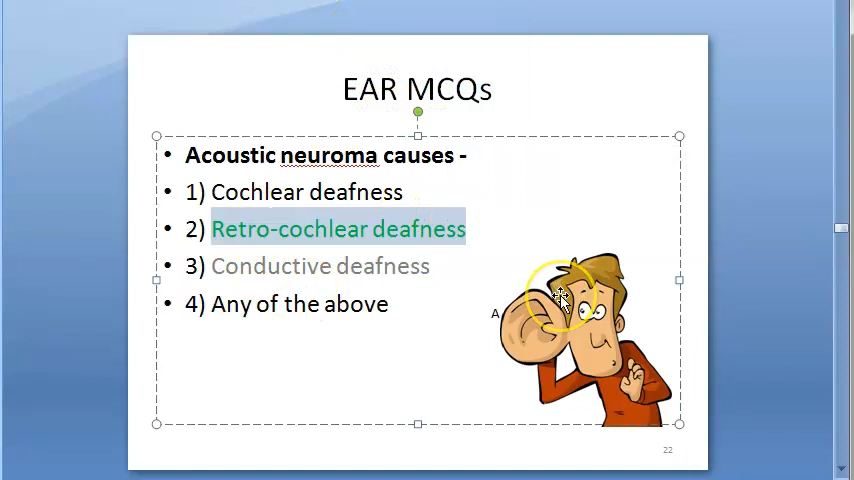 EAR MCQs
• Acoustic neuroma causes -
• 1) Cochlear deafness
• 2) Retro-cochlear deafness
• 3) Conductive deafness
• 4) Any of the above
A
22